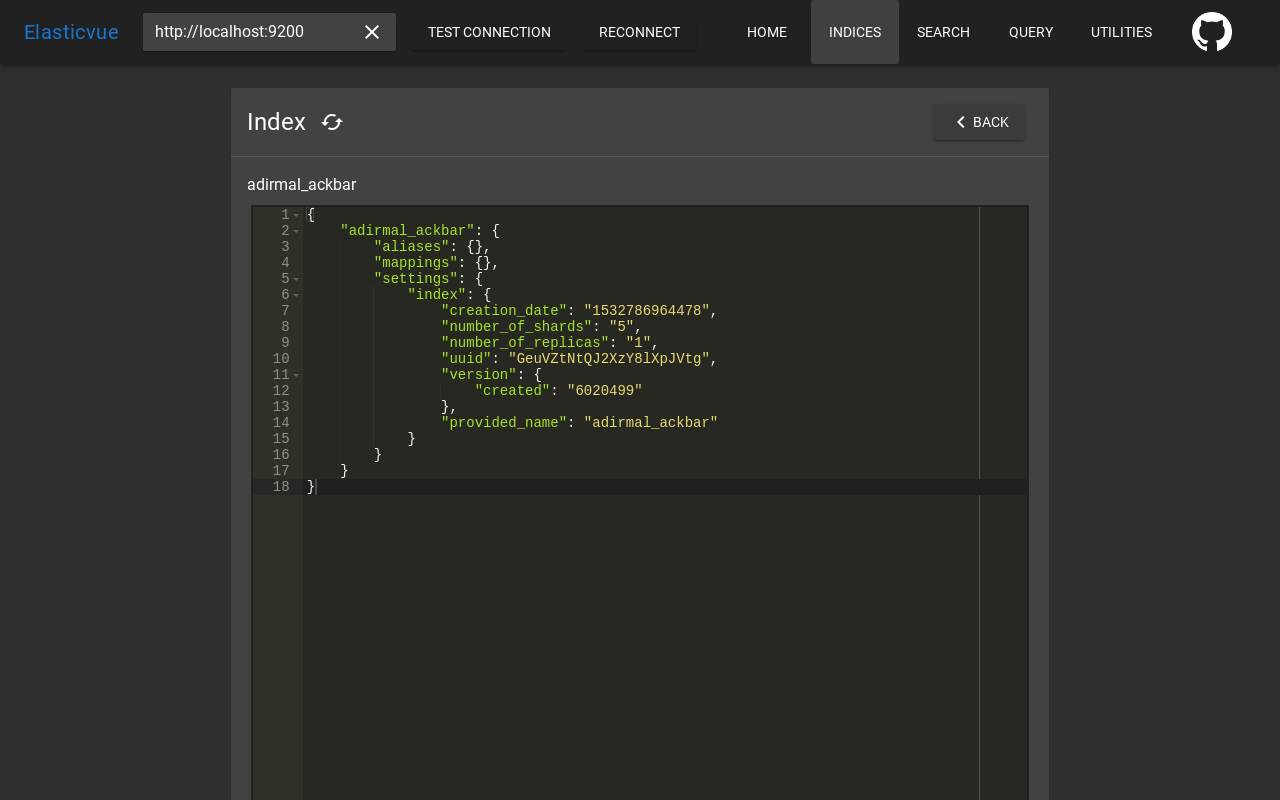 Elasticvue
http://localhost:9200
TEST CONNECTION
RECONNECT
HOME
INDICES
SEARCH
QUERY
UTILITIES
Index
BACK
adirmal_ackbar
1 {
2     "adirmal_ackbar": {
3         "aliases": {},
4         "mappings": {},
5         "settings": {
6             "index": {
7                 "creation_date": "1532786964478",
8                 "number_of_shards": "5",
9                 "number_of_replicas": "1",
10                 "uuid": "GeuVZtNtQJ2XzY8lXpJVtg",
11                 "version": {
12                     "created": "6020499"
13                 },
14                 "provided_name": "adirmal_ackbar"
15             }
16         }
17     }
18 }